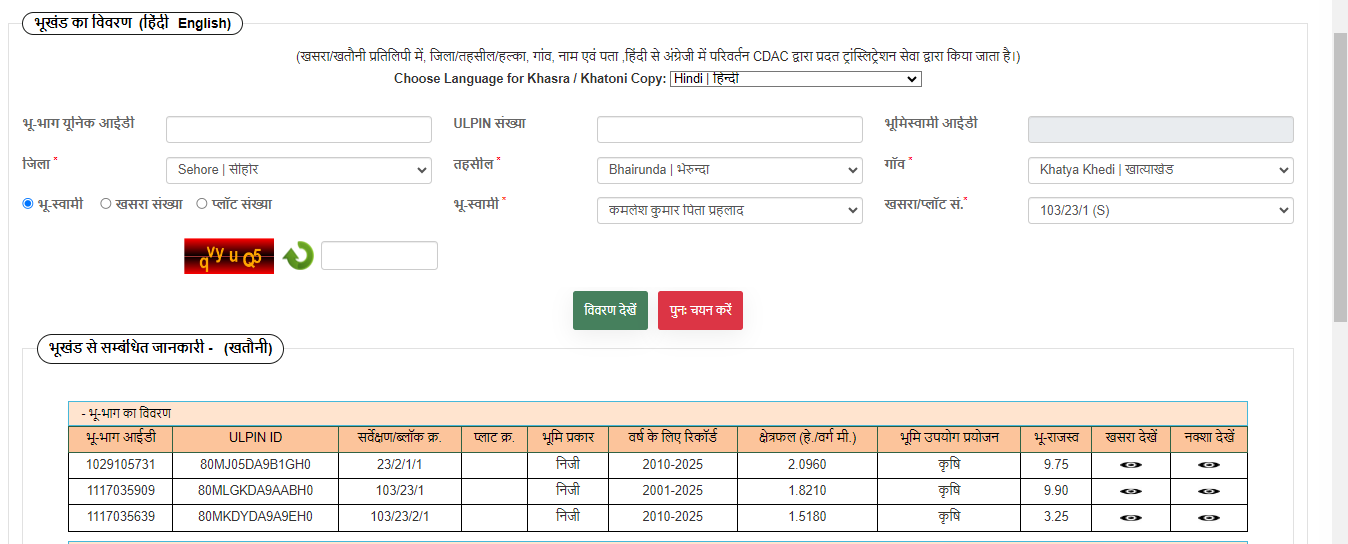 भूखंड का विवरण (हिंदी English)
(खसरा/खतौनी प्रतिलिपी में, जिला/तहसील/हल्का, गांव, नाम एवं पता ,हिंदी से अंग्रेजी में परिवर्तन CDAC द्वारा प्रदत ट्रांस्लिट्रेशन सेवा द्वारा किया जाता है।)
Choose Language for Khasra / Khatoni Copy: Hindi | हिन्दी
भू-भाग यूनिक आईडी ULPIN संख्या भूमिस्वामी आईडी
जिला * Sehore | सीहोर तहसील * Bhairunda | भेरुन्दा गाँव * Khatya Khedi | खात्याखेड
भू-स्वामी खसरा संख्या प्लॉट संख्या भू-स्वामी * कमलेश कुमार पिता प्रहलाद खसरा/प्लॉट सं.* 103/23/1 (S)
qvyuQ5
विवरण देखें पुनः चयन करें
भूखंड से सम्बंधित जानकारी - (खतौनी)
- भू-भाग का विवरण
भू-भाग आईडी ULPIN ID सर्वेक्षण/ब्लॉक क्र. प्लाट क्र. भूमि प्रकार वर्ष के लिए रिकॉर्ड क्षेत्रफल (हे./वर्ग मी.) भूमि उपयोग प्रयोजन भू-राजस्व खसरा देखें नक्शा देखें
1029105731 80MJ05DA9B1GH0 23/2/1/1 निजी 2010-2025 2.0960 कृषि 9.75
1117035909 80MLGKDA9AABH0 103/23/1 निजी 2001-2025 1.8210 कृषि 9.90
1117035639 80MKDYDA9A9EH0 103/23/2/1 निजी 2010-2025 1.5180 कृषि 3.25